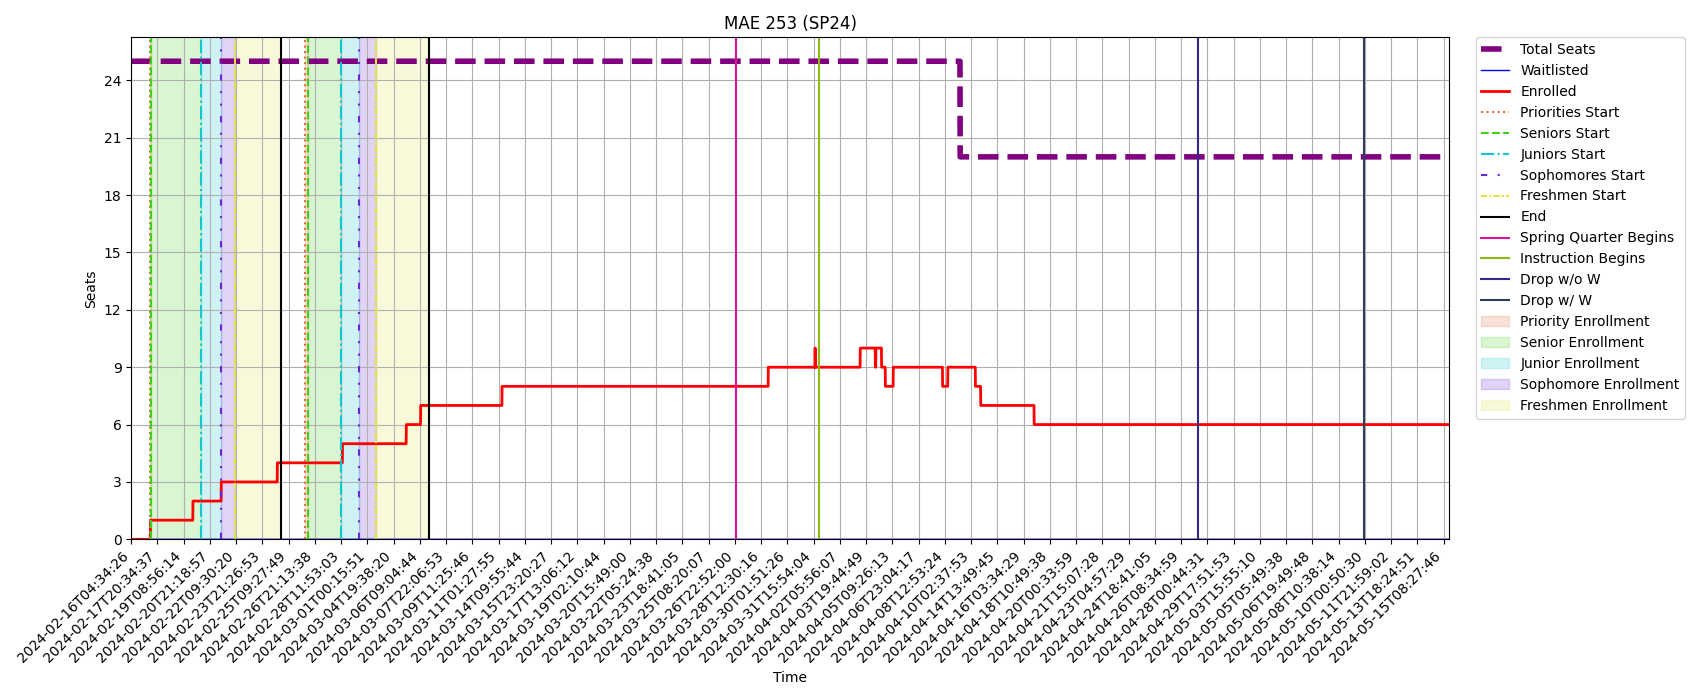 MAE 253 (SP24)
Seats
24
21
18
15
12
9
6
3
0
2024-02-16T04:34:26
2024-02-17T20:34:37
2024-02-19T08:56:14
2024-02-20T21:18:57
2024-02-22T09:30:20
2024-02-23T21:26:53
2024-02-25T09:27:49
2024-02-26T21:13:38
2024-02-28T11:53:03
2024-03-01T00:15:51
2024-03-04T19:38:20
2024-03-06T09:04:44
2024-03-07T22:06:53
2024-03-09T11:25:46
2024-03-11T01:27:55
2024-03-14T09:55:44
2024-03-15T23:20:27
2024-03-17T13:06:12
2024-03-19T02:10:44
2024-03-20T15:49:00
2024-03-22T05:24:38
2024-03-23T18:41:05
2024-03-25T08:20:07
2024-03-26T22:52:00
2024-03-28T12:30:16
2024-03-30T01:51:26
2024-03-31T15:54:04
2024-04-02T05:56:07
2024-04-03T19:44:49
2024-04-05T09:26:13
2024-04-06T23:04:17
2024-04-08T12:53:24
2024-04-10T02:37:53
2024-04-14T13:49:45
2024-04-16T03:34:29
2024-04-18T10:49:38
2024-04-20T00:33:59
2024-04-21T15:07:28
2024-04-23T04:57:29
2024-04-24T18:41:05
2024-04-26T08:34:59
2024-04-28T00:44:31
2024-04-29T17:51:53
2024-05-03T15:55:10
2024-05-05T05:49:38
2024-05-06T19:49:48
2024-05-08T10:38:14
2024-05-10T00:50:30
2024-05-11T21:59:02
2024-05-13T18:24:51
2024-05-15T08:27:46
Time
Total Seats
Waitlisted
Enrolled
Priorities Start
Seniors Start
Juniors Start
Sophomores Start
Freshmen Start
End
Spring Quarter Begins
Instruction Begins
Drop w/o W
Drop w/ W
Priority Enrollment
Senior Enrollment
Junior Enrollment
Sophomore Enrollment
Freshmen Enrollment